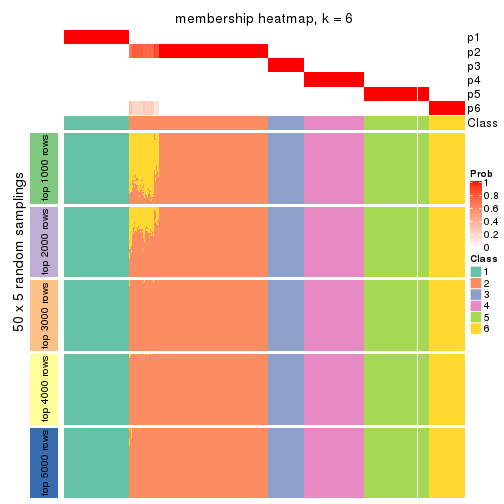 membership heatmap, k = 6
p1
p2
p3
p4
p5
p6
Class
50 x 5 random samplings
top 1000 rows
top 2000 rows
top 3000 rows
top 4000 rows
top 5000 rows
Prob
1
0.8
0.6
0.4
0.2
0
Class
1
2
3
4
5
6